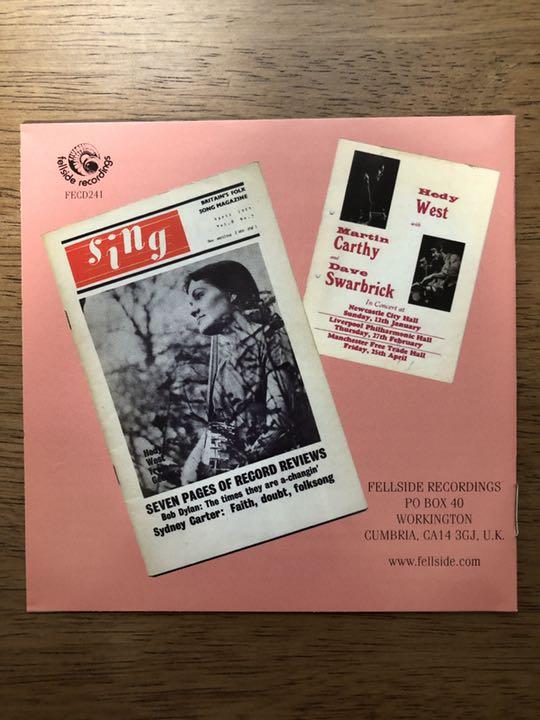 fellside recordings
FECD241
BRITAIN'S FOLK
SONG MAGAZINE
sing
Hedy
West
SEVEN PAGES OF RECORD REVIEWS
Bob Dylan: The times they are a-changin'
Sydney Carter: Faith, doubt, folksong
Hedy
West
with
Martin
Carthy
and
Dave
Swarbrick
In Concert at
Newcastle City Hall
Sunday, 13th January
Liverpool Philharmonic Hall
Thursday, 27th February
Manchester Free Trade Hall
Friday, 25th April
FELLSIDE RECORDINGS
PO BOX 40
WORKINGTON
CUMBRIA, CA14 3GJ, U.K.
www.fellside.com